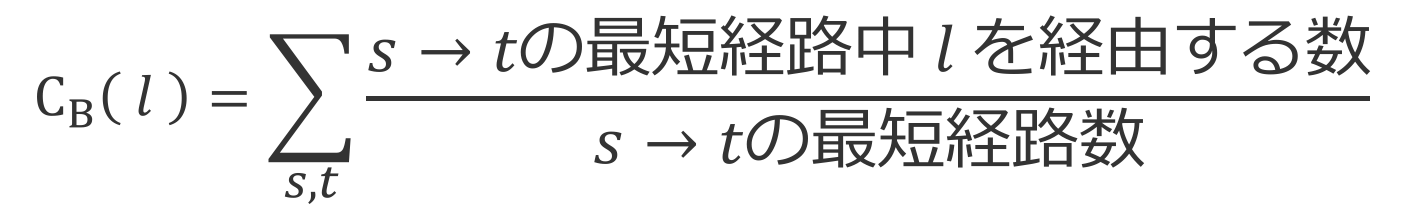 s → tの最短経路中 l を経由する数
C_B( l ) = ∑
s → tの最短経路数
s,t